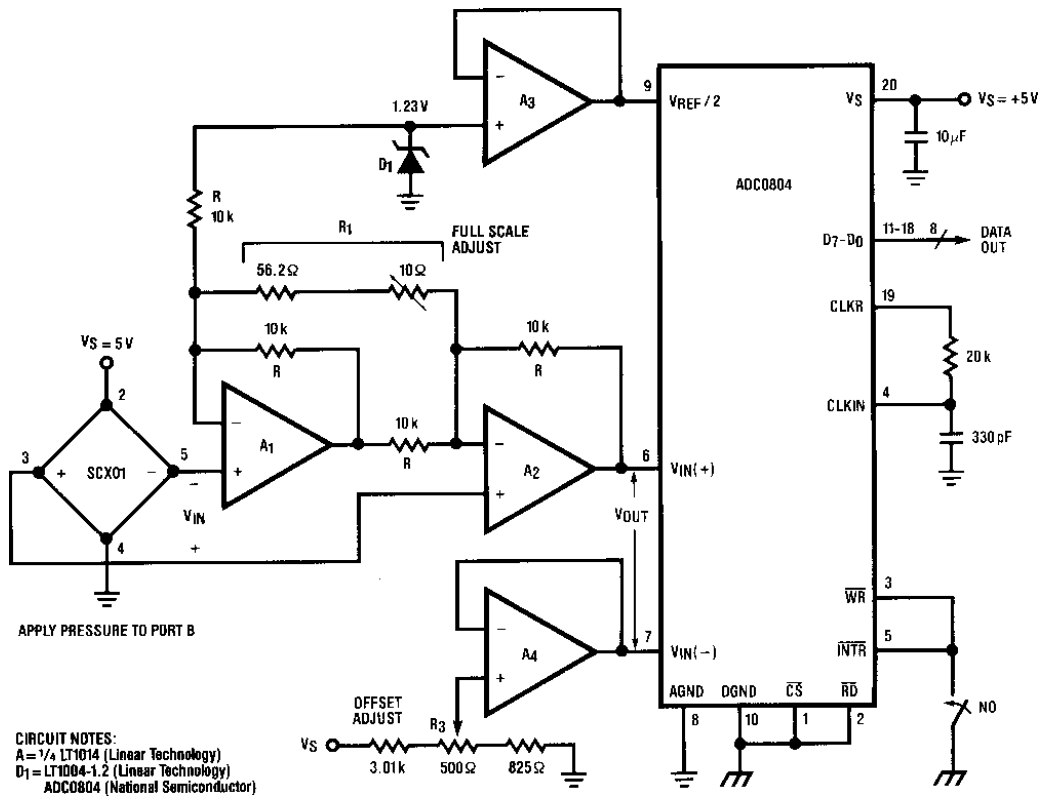 A3
−
+
9
VREF/2
20
VS
VS = +5V
10µF
1.23V
D1
ADC0804
R
10k
R1
FULL SCALE
ADJUST
11-18
8
D7-D0
DATA
OUT
56.2Ω
10Ω
19
CLKR
10k
R
10k
R
20k
VS = 5V
2
4
CLKIN
330pF
−
A1
+
10k
R
−
A2
+
3
+
SCX01
−
5
−
VIN
+
4
6
VIN(+)
VOUT
3
WR
APPLY PRESSURE TO PORT B
−
A4
+
7
VIN(−)
5
INTR
AGND
DGND
CS
RD
8
10
1
2
NO
OFFSET
ADJUST
R3
VS
3.01k
500Ω
825Ω
CIRCUIT NOTES:
A = 1/4 LT1014 (Linear Technology)
D1 = LT1004-1.2 (Linear Technology)
ADC0804 (National Semiconductor)